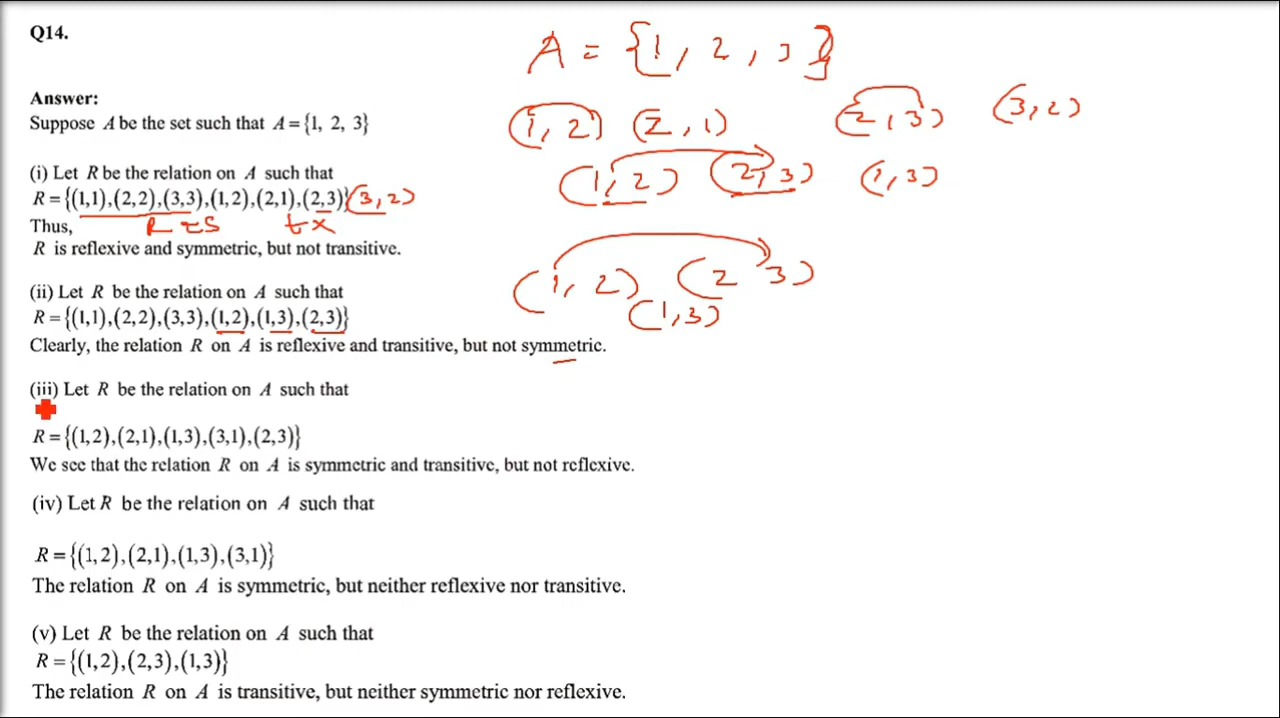 Q14.
A = {1, 2, 3}
Answer:
Suppose A be the set such that A = {1, 2, 3}
(1, 2) (2, 1) (2, 3) (3, 2)
(1, 2) (2, 3) (1, 3)
(i) Let R be the relation on A such that
R = {(1,1),(2,2),(3,3),(1,2),(2,1),(2,3)} (3, 2)
Thus,
R is reflexive and symmetric, but not transitive.
(1, 2) (2 3)
(1,3)
(ii) Let R be the relation on A such that
R = {(1,1),(2,2),(3,3),(1,2),(1,3),(2,3)}
Clearly, the relation R on A is reflexive and transitive, but not symmetric.
(iii) Let R be the relation on A such that
R = {(1,2),(2,1),(1,3),(3,1),(2,3)}
We see that the relation R on A is symmetric and transitive, but not reflexive.
(iv) Let R be the relation on A such that
R = {(1,2),(2,1),(1,3),(3,1)}
The relation R on A is symmetric, but neither reflexive nor transitive.
(v) Let R be the relation on A such that
R = {(1,2),(2,3),(1,3)}
The relation R on A is transitive, but neither symmetric nor reflexive.